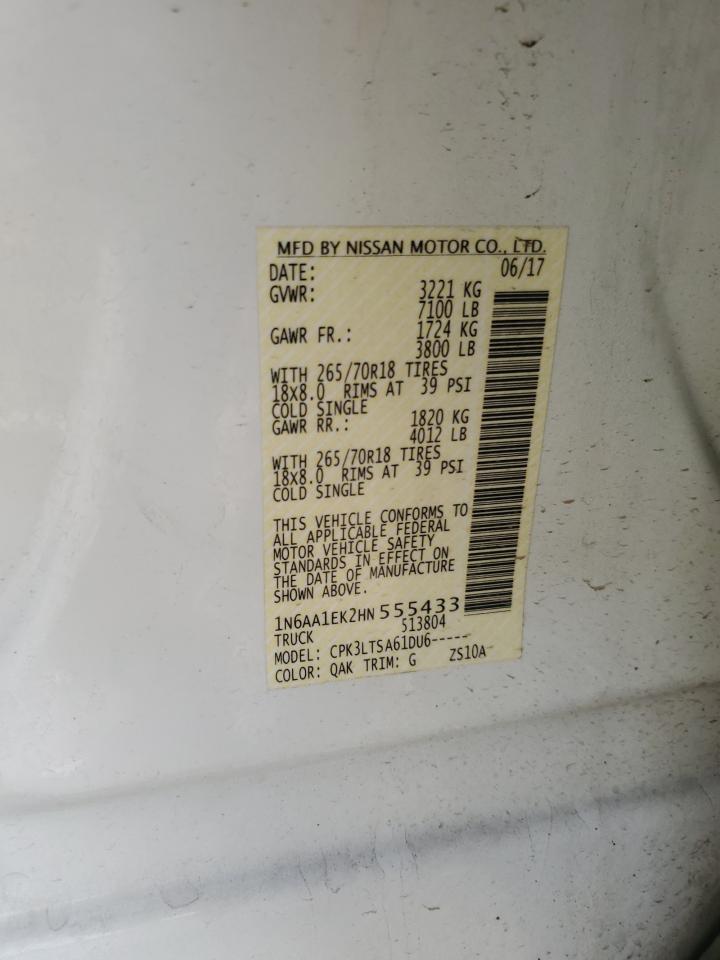 MFD BY NISSAN MOTOR CO., LTD.
DATE: 06/17
GVWR: 3221 KG
7100 LB
GAWR FR.: 1724 KG
3800 LB
WITH 265/70R18 TIRES
18X8.0 RIMS AT 39 PSI
COLD SINGLE
GAWR RR.: 1820 KG
4012 LB
WITH 265/70R18 TIRES
18X8.0 RIMS AT 39 PSI
COLD SINGLE
THIS VEHICLE CONFORMS TO
ALL APPLICABLE FEDERAL
MOTOR VEHICLE SAFETY
STANDARDS IN EFFECT ON
THE DATE OF MANUFACTURE
SHOWN ABOVE.
1N6AA1EK2HN 555433
TRUCK 513804
MODEL: CPK3LTSA61DU6-----
COLOR: QAK TRIM: G ZS10A